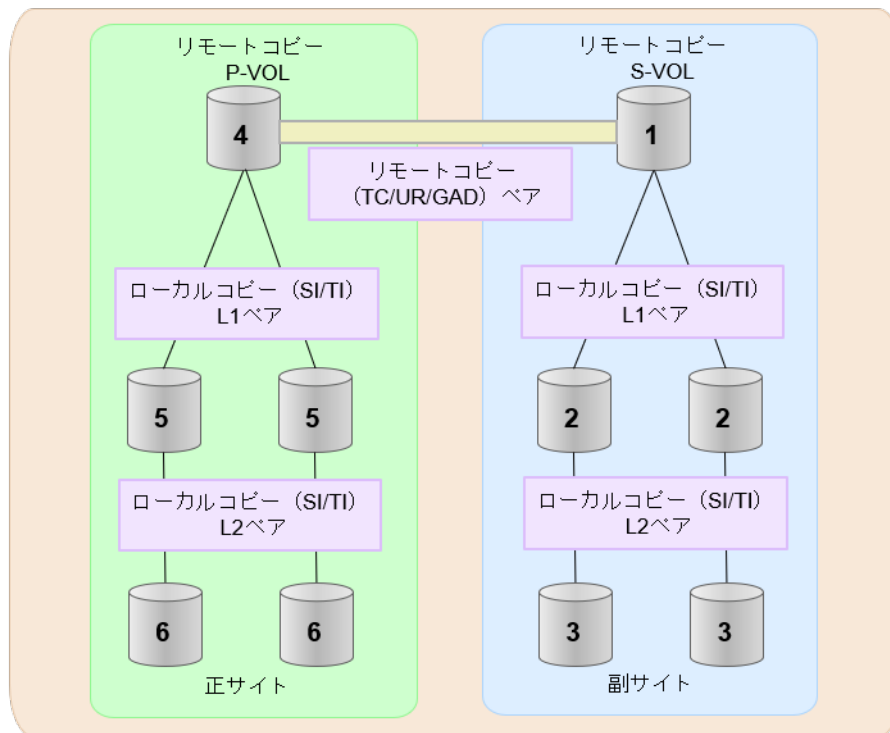 リモートコピー
P-VOL
リモートコピー
S-VOL
4
1
リモートコピー
（TC/UR/GAD）ペア
ローカルコピー（SI/TI）
L1ペア
ローカルコピー（SI/TI）
L1ペア
5
5
2
2
ローカルコピー（SI/TI）
L2ペア
ローカルコピー（SI/TI）
L2ペア
6
6
3
3
正サイト
副サイト